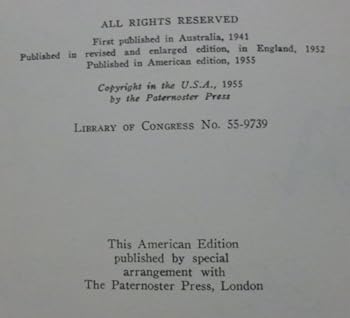 ALL RIGHTS RESERVED
First published in Australia, 1941
Published in revised and enlarged edition, in England, 1952
Published in American edition, 1955
Copyright in the U.S.A., 1955
by the Paternoster Press
LIBRARY OF CONGRESS No. 55-9739
This American Edition
published by special
arrangement with
The Paternoster Press, London